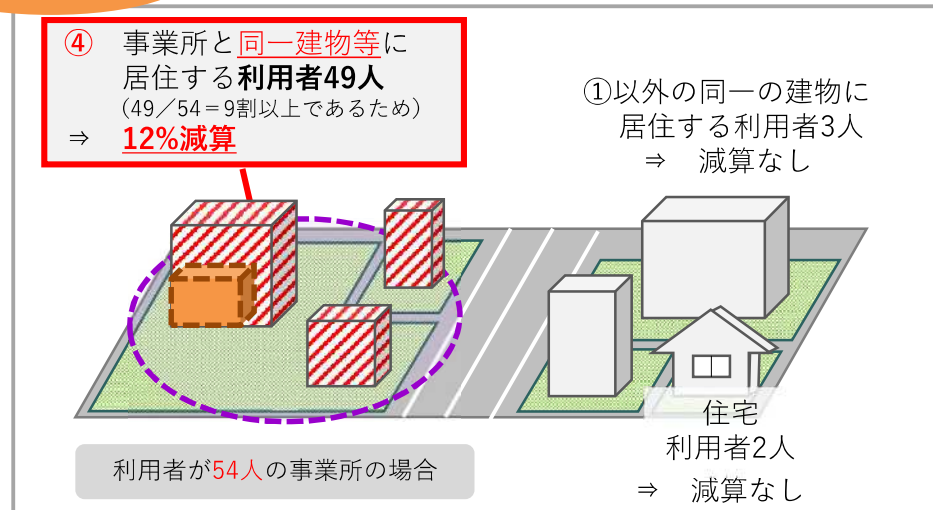 ④ 事業所と同一建物等に
居住する利用者49人
（49／54＝9割以上であるため）
⇒ 12%減算
①以外の同一の建物に
居住する利用者3人
⇒ 減算なし
住宅
利用者2人
⇒ 減算なし
利用者が54人の事業所の場合